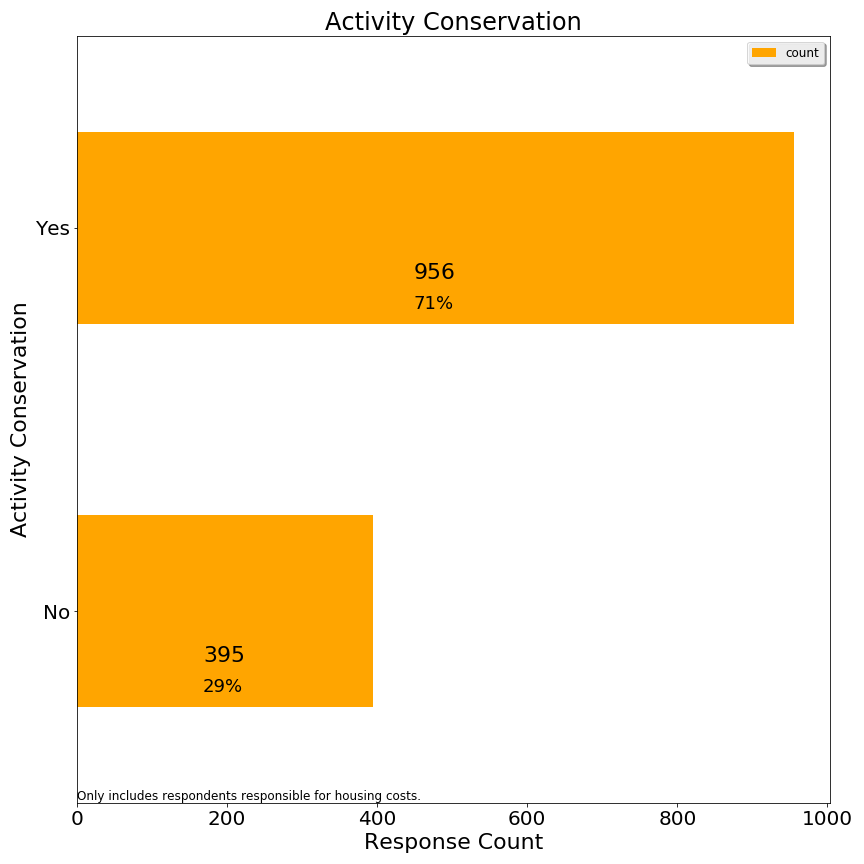 Activity Conservation
count
Yes
956
71%
Activity Conservation
No
395
29%
Only includes respondents responsible for housing costs.
0 200 400 600 800 1000
Response Count